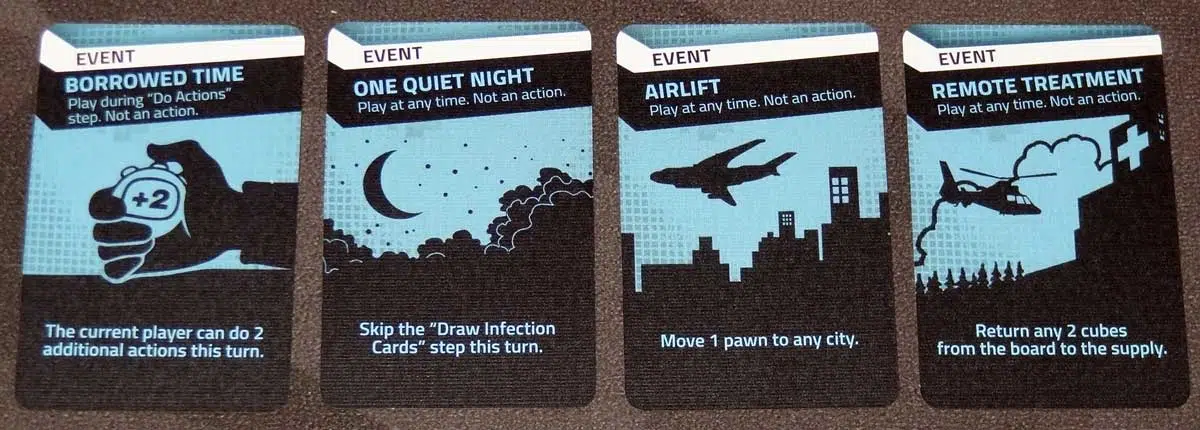 EVENT
BORROWED TIME
Play during "Do Actions"
step. Not an action.
+2
The current player can do 2
additional actions this turn.
EVENT
ONE QUIET NIGHT
Play at any time. Not an action.
Skip the "Draw Infection
Cards" step this turn.
EVENT
AIRLIFT
Play at any time. Not an action.
Move 1 pawn to any city.
EVENT
REMOTE TREATMENT
Play at any time. Not an action.
Return any 2 cubes
from the board to the supply.